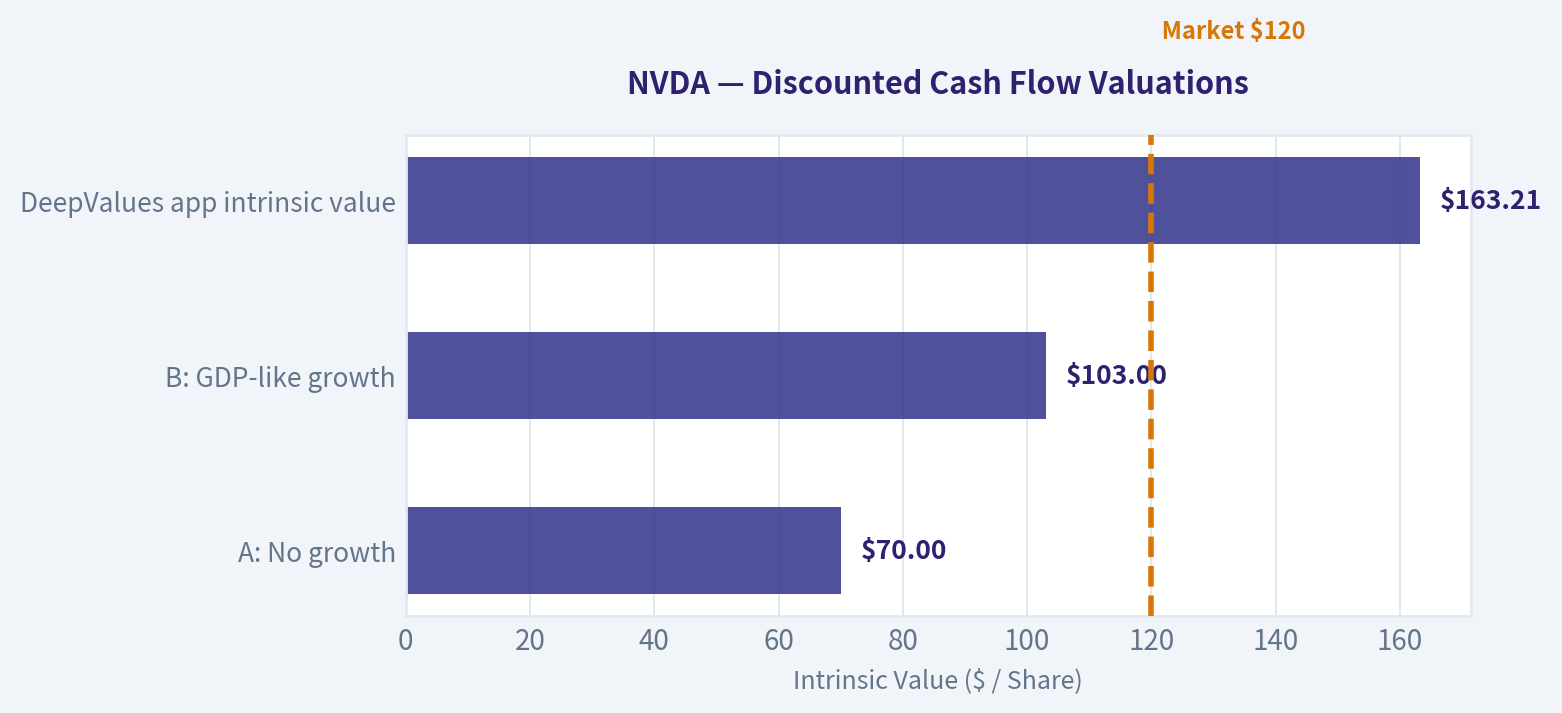 Market $120
NVDA — Discounted Cash Flow Valuations
DeepValues app intrinsic value
$163.21
B: GDP-like growth
$103.00
A: No growth
$70.00
0 20 40 60 80 100 120 140 160
Intrinsic Value ($ / Share)